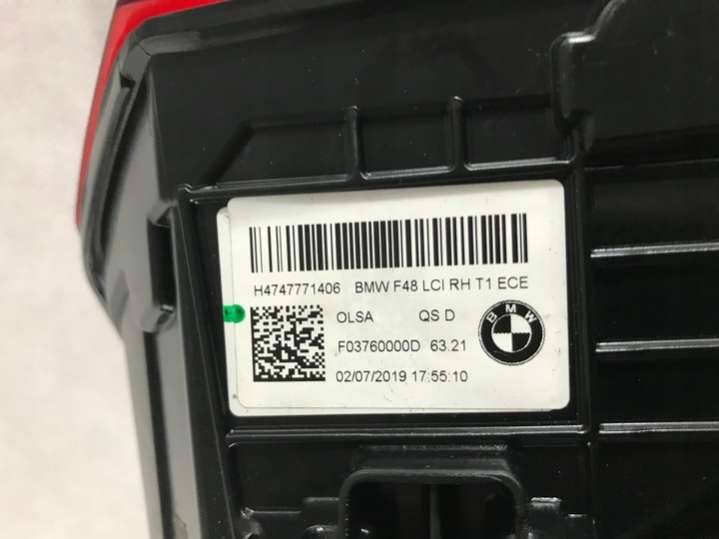 H4747771406 BMW F48 LCI RH T1 ECE
OLSA QS D
BMW
F03760000D 63.21
02/07/2019 17:55:10